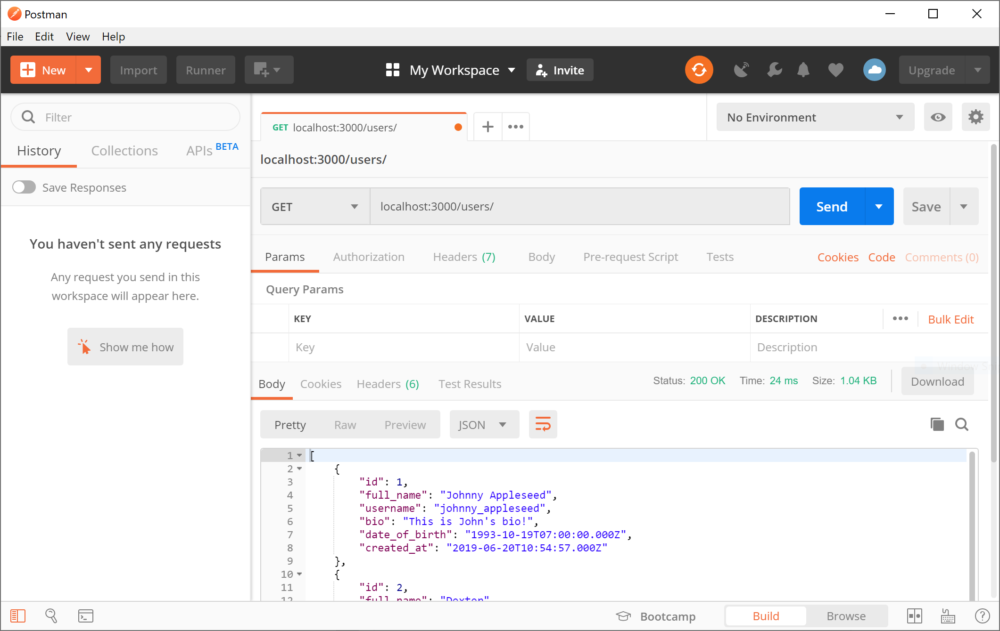 Postman
File Edit View Help
New Import Runner My Workspace Invite Upgrade
Filter
History Collections APIs BETA
Save Responses
You haven't sent any requests
Any request you send in this
workspace will appear here.
Show me how
GET localhost:3000/users/
No Environment
localhost:3000/users/
GET localhost:3000/users/ Send Save
Params Authorization Headers (7) Body Pre-request Script Tests Cookies Code Comments (0)
Query Params
KEY VALUE DESCRIPTION Bulk Edit
Key Value Description
Window
Body Cookies Headers (6) Test Results Status: 200 OK Time: 24 ms Size: 1.04 KB Download
Pretty Raw Preview JSON
1 [
2 {
3 "id": 1,
4 "full_name": "Johnny Appleseed",
5 "username": "johnny_appleseed",
6 "bio": "This is John's bio!",
7 "date_of_birth": "1993-10-19T07:00:00.000Z",
8 "created_at": "2019-06-20T10:54:57.000Z"
9 },
10 {
11 "id": 2,
12 "full_name": "Dexter"
Bootcamp Build Browse